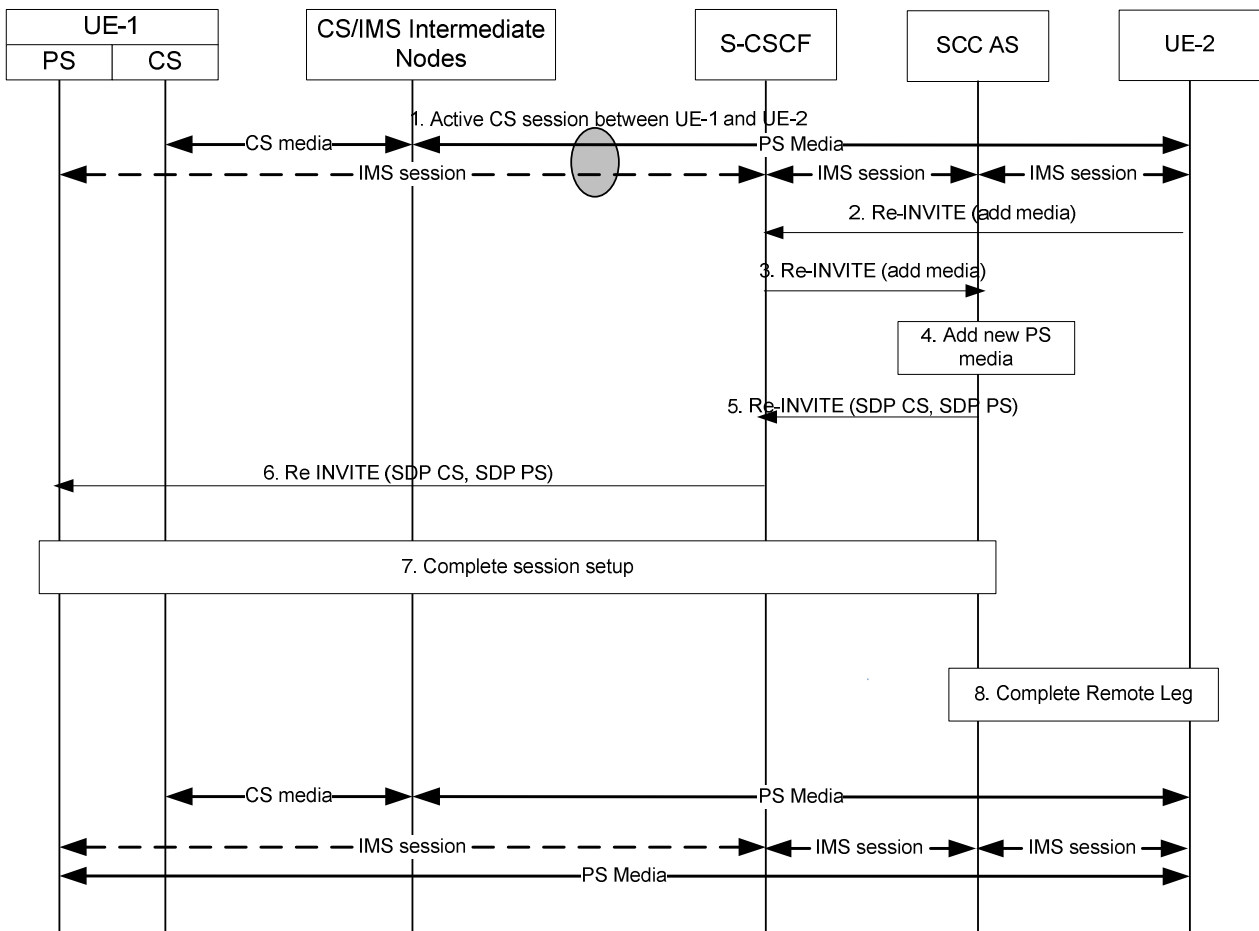 UE-1
PS
CS
CS/IMS Intermediate
Nodes
S-CSCF
SCC AS
UE-2
1. Active CS session between UE-1 and UE-2
CS media
PS Media
IMS session
IMS session
IMS session
2. Re-INVITE (add media)
3. Re-INVITE (add media)
4. Add new PS
media
5. Re-INVITE (SDP CS, SDP PS)
6. Re INVITE (SDP CS, SDP PS)
7. Complete session setup
8. Complete Remote Leg
CS media
PS Media
IMS session
IMS session
IMS session
PS Media